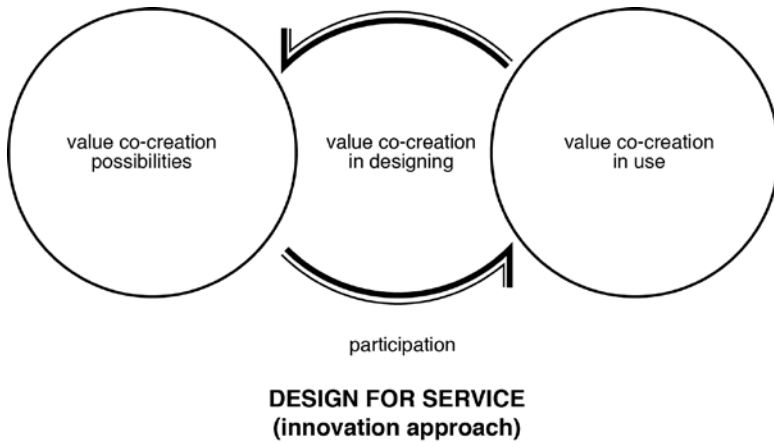 value co-creation
possibilities
value co-creation
in designing
value co-creation
in use
participation
DESIGN FOR SERVICE
(innovation approach)